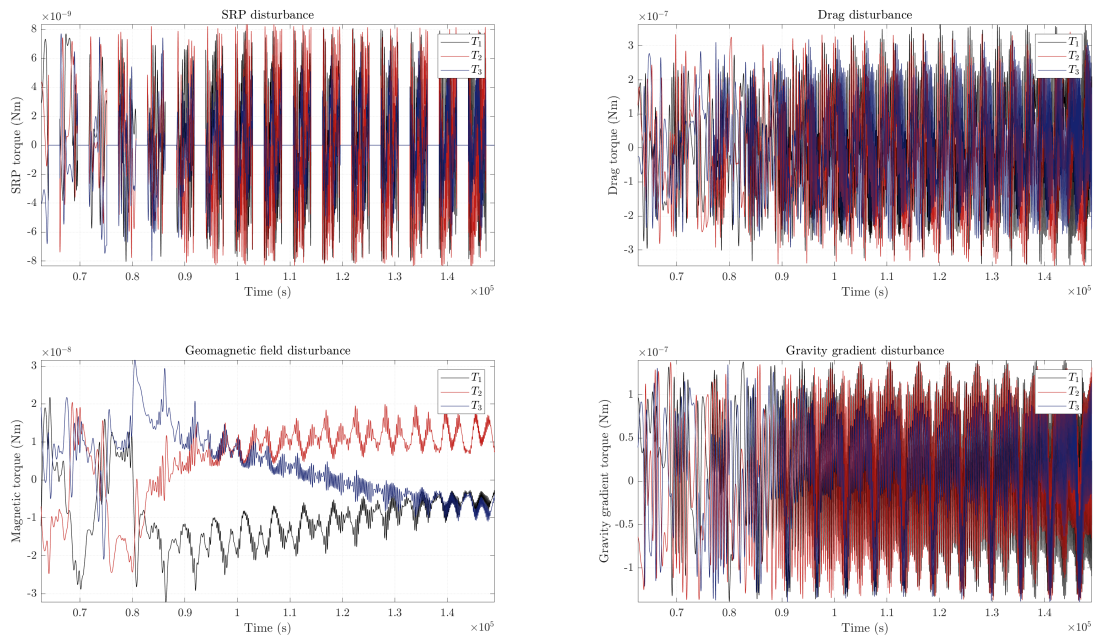 SRP disturbance
×10⁻⁹
8
6
4
2
0
-2
-4
-6
-8
SRP torque (Nm)
T₁
T₂
T₃
0.7 0.8 0.9 1 1.1 1.2 1.3 1.4
×10⁵
Time (s)
Drag disturbance
×10⁻⁷
3
2
1
0
-1
-2
-3
Drag torque (Nm)
T₁
T₂
T₃
0.7 0.8 0.9 1 1.1 1.2 1.3 1.4
×10⁵
Time (s)
Geomagnetic field disturbance
×10⁻⁸
3
2
1
0
-1
-2
-3
Magnetic torque (Nm)
T₁
T₂
T₃
0.7 0.8 0.9 1 1.1 1.2 1.3 1.4
×10⁵
Time (s)
Gravity gradient disturbance
×10⁻⁷
1
0.5
0
-0.5
-1
Gravity gradient torque (Nm)
T₁
T₂
T₃
0.7 0.8 0.9 1 1.1 1.2 1.3 1.4
×10⁵
Time (s)